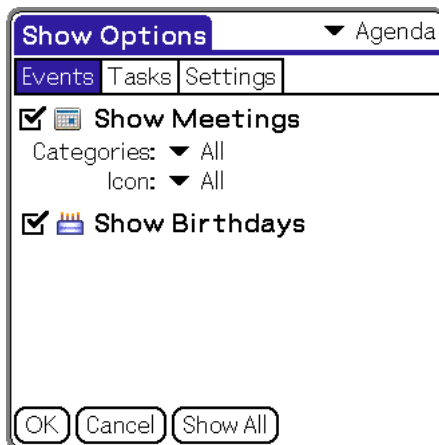 Show Options Agenda
Events Tasks Settings
Show Meetings
Categories: All
Icon: All
Show Birthdays
OK Cancel Show All